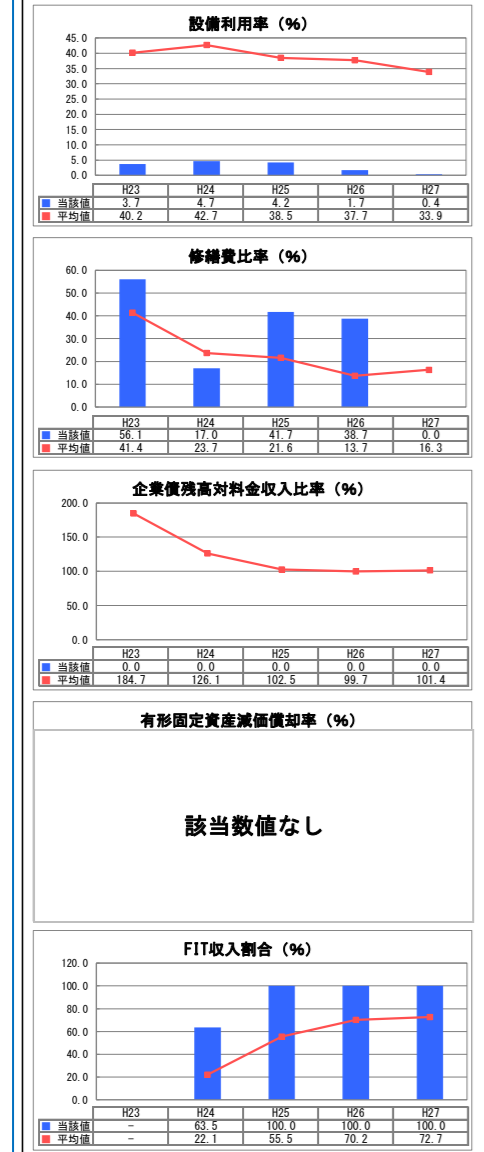 設備利用率（%）
45.0
40.0
35.0
30.0
25.0
20.0
15.0
10.0
5.0
0.0
H23 H24 H25 H26 H27
当該値 3.7 4.7 4.2 1.7 0.4
平均値 40.2 42.7 38.5 37.7 33.9
修繕費比率（%）
60.0
50.0
40.0
30.0
20.0
10.0
0.0
H23 H24 H25 H26 H27
当該値 56.1 17.0 41.7 38.7 0.0
平均値 41.4 23.7 21.6 13.7 16.3
企業債残高対料金収入比率（%）
200.0
150.0
100.0
50.0
0.0
H23 H24 H25 H26 H27
当該値 0.0 0.0 0.0 0.0 0.0
平均値 184.7 126.1 102.5 99.7 101.4
有形固定資産減価償却率（%）
該当数値なし
FIT収入割合（%）
120.0
100.0
80.0
60.0
40.0
20.0
0.0
H23 H24 H25 H26 H27
当該値 - 63.5 100.0 100.0 100.0
平均値 - 22.1 55.5 70.2 72.7